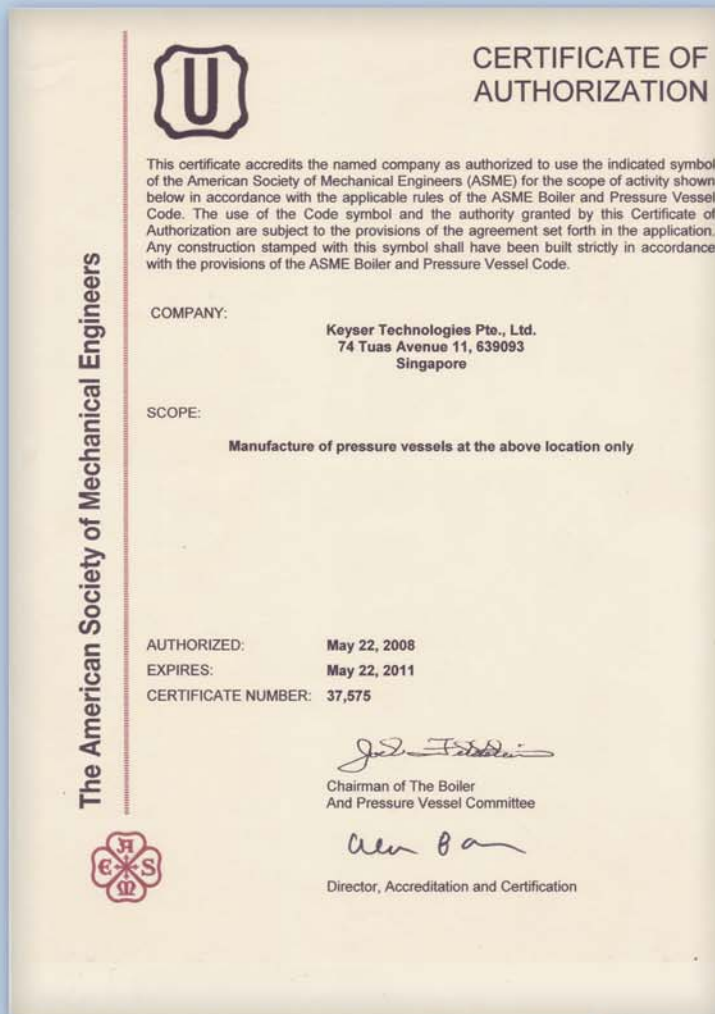 U
CERTIFICATE OF
AUTHORIZATION
This certificate accredits the named company as authorized to use the indicated symbol
of the American Society of Mechanical Engineers (ASME) for the scope of activity shown
below in accordance with the applicable rules of the ASME Boiler and Pressure Vessel
Code. The use of the Code symbol and the authority granted by this Certificate of
Authorization are subject to the provisions of the agreement set forth in the application.
Any construction stamped with this symbol shall have been built strictly in accordance
with the provisions of the ASME Boiler and Pressure Vessel Code.
COMPANY:
Keyser Technologies Pte., Ltd.
74 Tuas Avenue 11, 639093
Singapore
SCOPE:
Manufacture of pressure vessels at the above location only
AUTHORIZED: May 22, 2008
EXPIRES: May 22, 2011
CERTIFICATE NUMBER: 37,575
Chairman of The Boiler
And Pressure Vessel Committee
Director, Accreditation and Certification
The American Society of Mechanical Engineers
A
E S
M